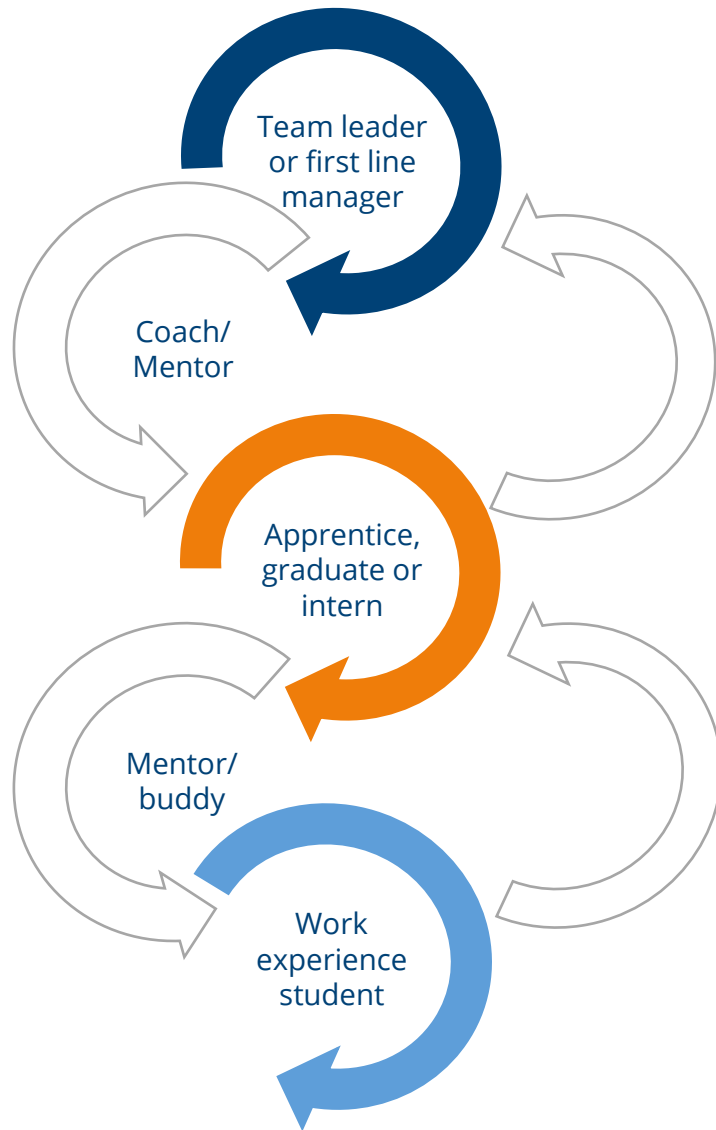 Team leader
or first line
manager
Coach/
Mentor
Apprentice,
graduate or
intern
Mentor/
buddy
Work
experience
student